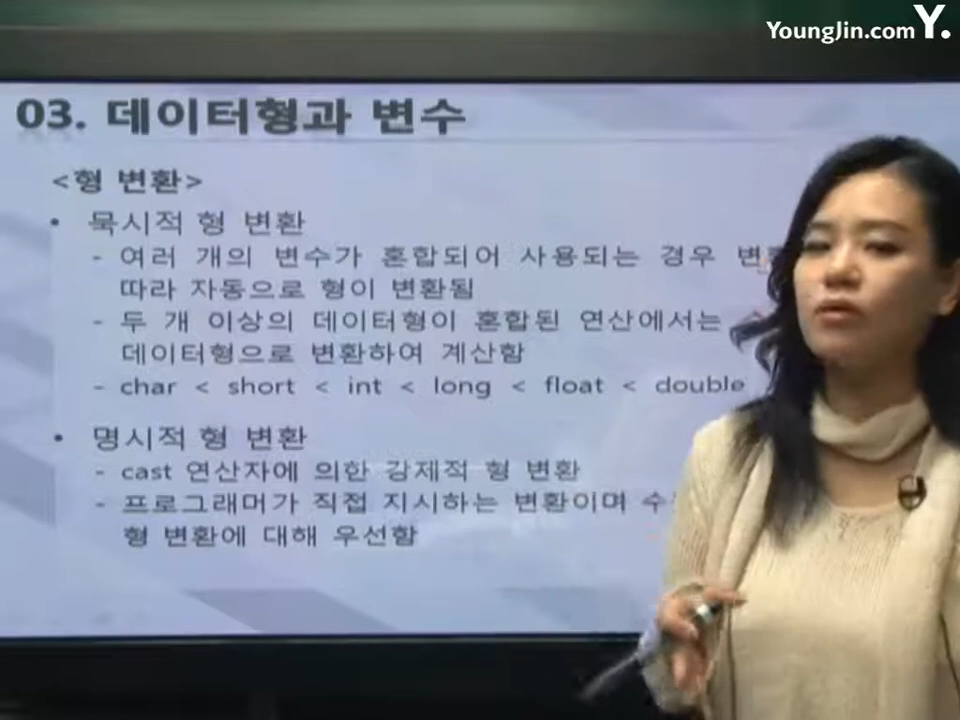 YoungJin.com Y.
03. 데이터형과 변수
<형 변환>
• 묵시적 형 변환
- 여러 개의 변수가 혼합되어 사용되는 경우
따라 자동으로 형이 변환됨
- 두 개 이상의 데이터형이 혼합된 연산에서는
데이터형으로 변환하여 계산함
- char < short < int < long < float < double
• 명시적 형 변환
- cast 연산자에 의한 강제적 형 변환
- 프로그래머가 직접 지시하는 변환이며
형 변환에 대해 우선함